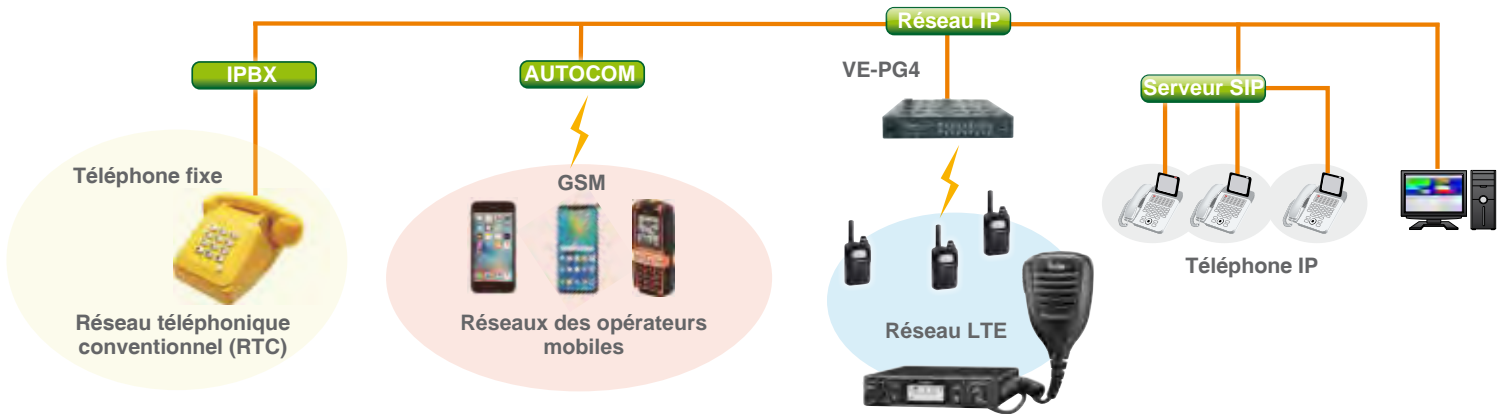 Réseau IP
IPBX
AUTOCOM
VE-PG4
Serveur SIP
Téléphone fixe
GSM
Téléphone IP
Réseau téléphonique
conventionnel (RTC)
Réseaux des opérateurs
mobiles
Réseau LTE